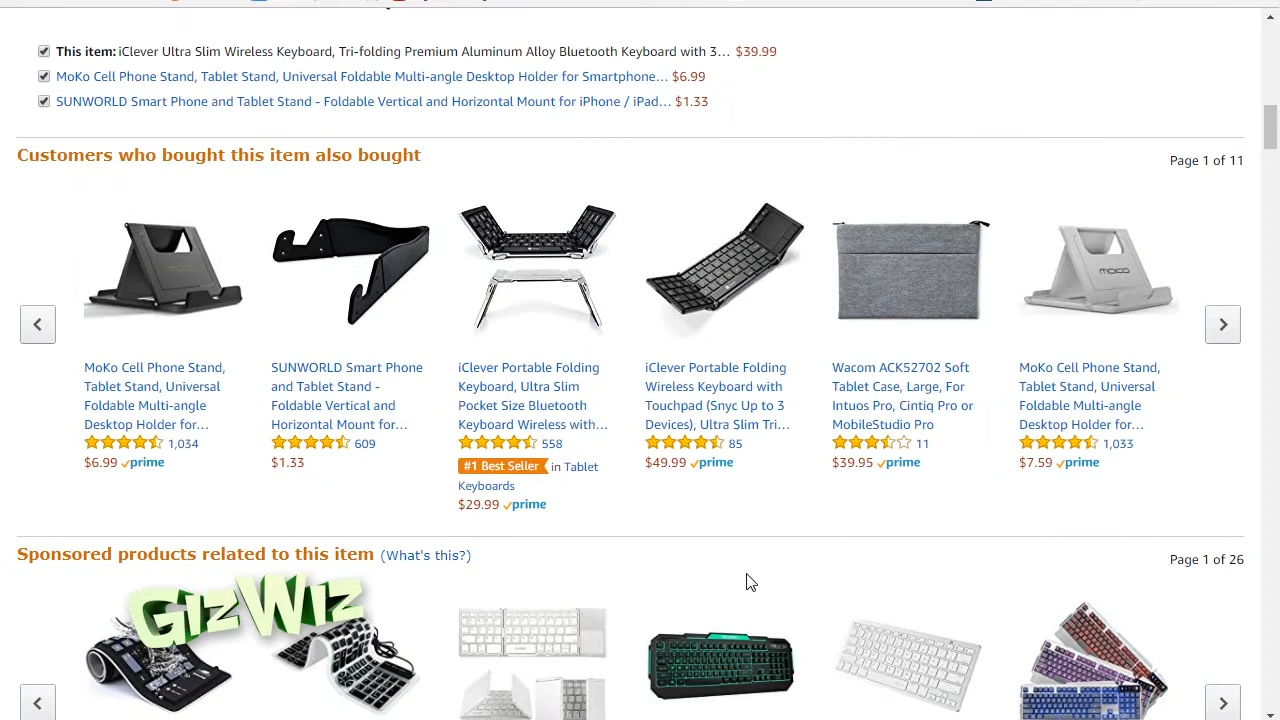 This item: iClever Ultra Slim Wireless Keyboard, Tri-folding Premium Aluminum Alloy Bluetooth Keyboard with 3... $39.99
MoKo Cell Phone Stand, Tablet Stand, Universal Foldable Multi-angle Desktop Holder for Smartphone... $6.99
SUNWORLD Smart Phone and Tablet Stand - Foldable Vertical and Horizontal Mount for iPhone / iPad... $1.33
Customers who bought this item also bought
Page 1 of 11
MOKO
MoKo Cell Phone Stand,
Tablet Stand, Universal
Foldable Multi-angle
Desktop Holder for...
1,034
$6.99 prime
SUNWORLD Smart Phone
and Tablet Stand -
Foldable Vertical and
Horizontal Mount for...
609
$1.33
iClever Portable Folding
Keyboard, Ultra Slim
Pocket Size Bluetooth
Keyboard Wireless with...
558
#1 Best Seller in Tablet
Keyboards
$29.99 prime
iClever Portable Folding
Wireless Keyboard with
Touchpad (Snyc Up to 3
Devices), Ultra Slim Tri...
85
$49.99 prime
Wacom ACK52702 Soft
Tablet Case, Large, For
Intuos Pro, Cintiq Pro or
MobileStudio Pro
11
$39.95 prime
MOKO
MoKo Cell Phone Stand,
Tablet Stand, Universal
Foldable Multi-angle
Desktop Holder for...
1,033
$7.59 prime
Sponsored products related to this item (What's this?)
Page 1 of 26
GIZWIZ